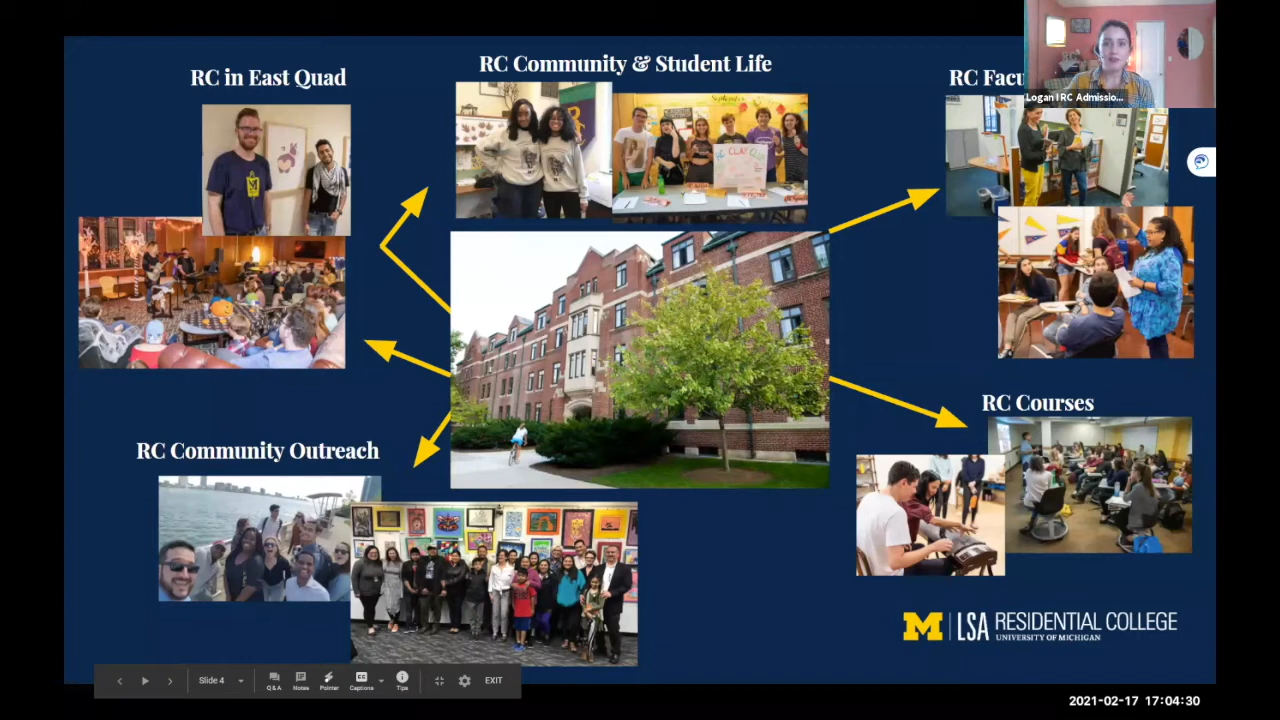 RC in East Quad
RC Community & Student Life
RC Facu
Logan I RC Admissio...
RC Community Outreach
RC Courses
M | LSA RESIDENTIAL COLLEGE
UNIVERSITY OF MICHIGAN
Slide 4
Q&A
Notes
Pointer
Captions
Tips
EXIT
2021-02-17 17:04:30